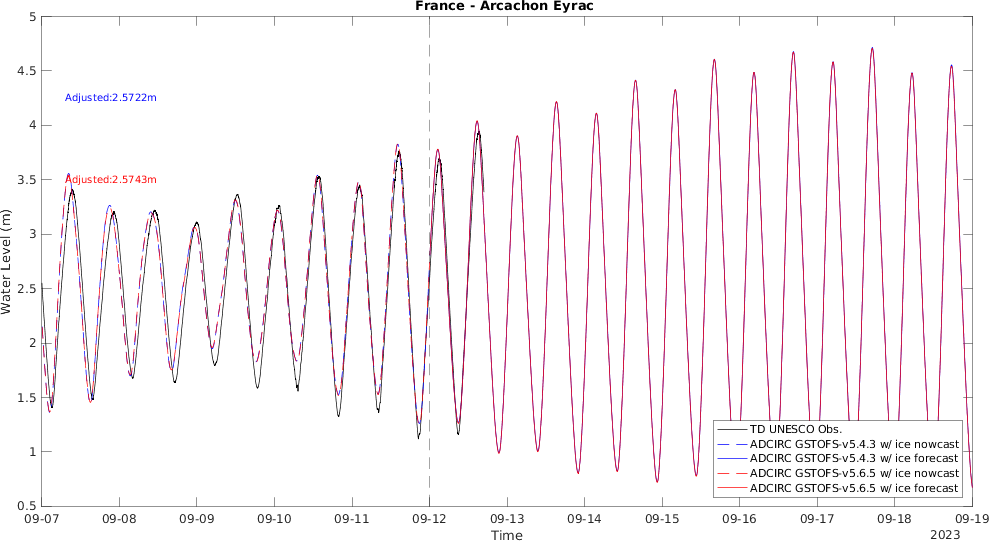 France - Arcachon Eyrac
5
4.5
4
3.5
3
2.5
2
1.5
1
0.5
Water Level (m)
Adjusted:2.5722m
Adjusted:2.5743m
TD UNESCO Obs.
ADCIRC GSTOFS-v5.4.3 w/ ice nowcast
ADCIRC GSTOFS-v5.4.3 w/ ice forecast
ADCIRC GSTOFS-v5.6.5 w/ ice nowcast
ADCIRC GSTOFS-v5.6.5 w/ ice forecast
09-07 09-08 09-09 09-10 09-11 09-12 09-13 09-14 09-15 09-16 09-17 09-18 09-19
Time
2023